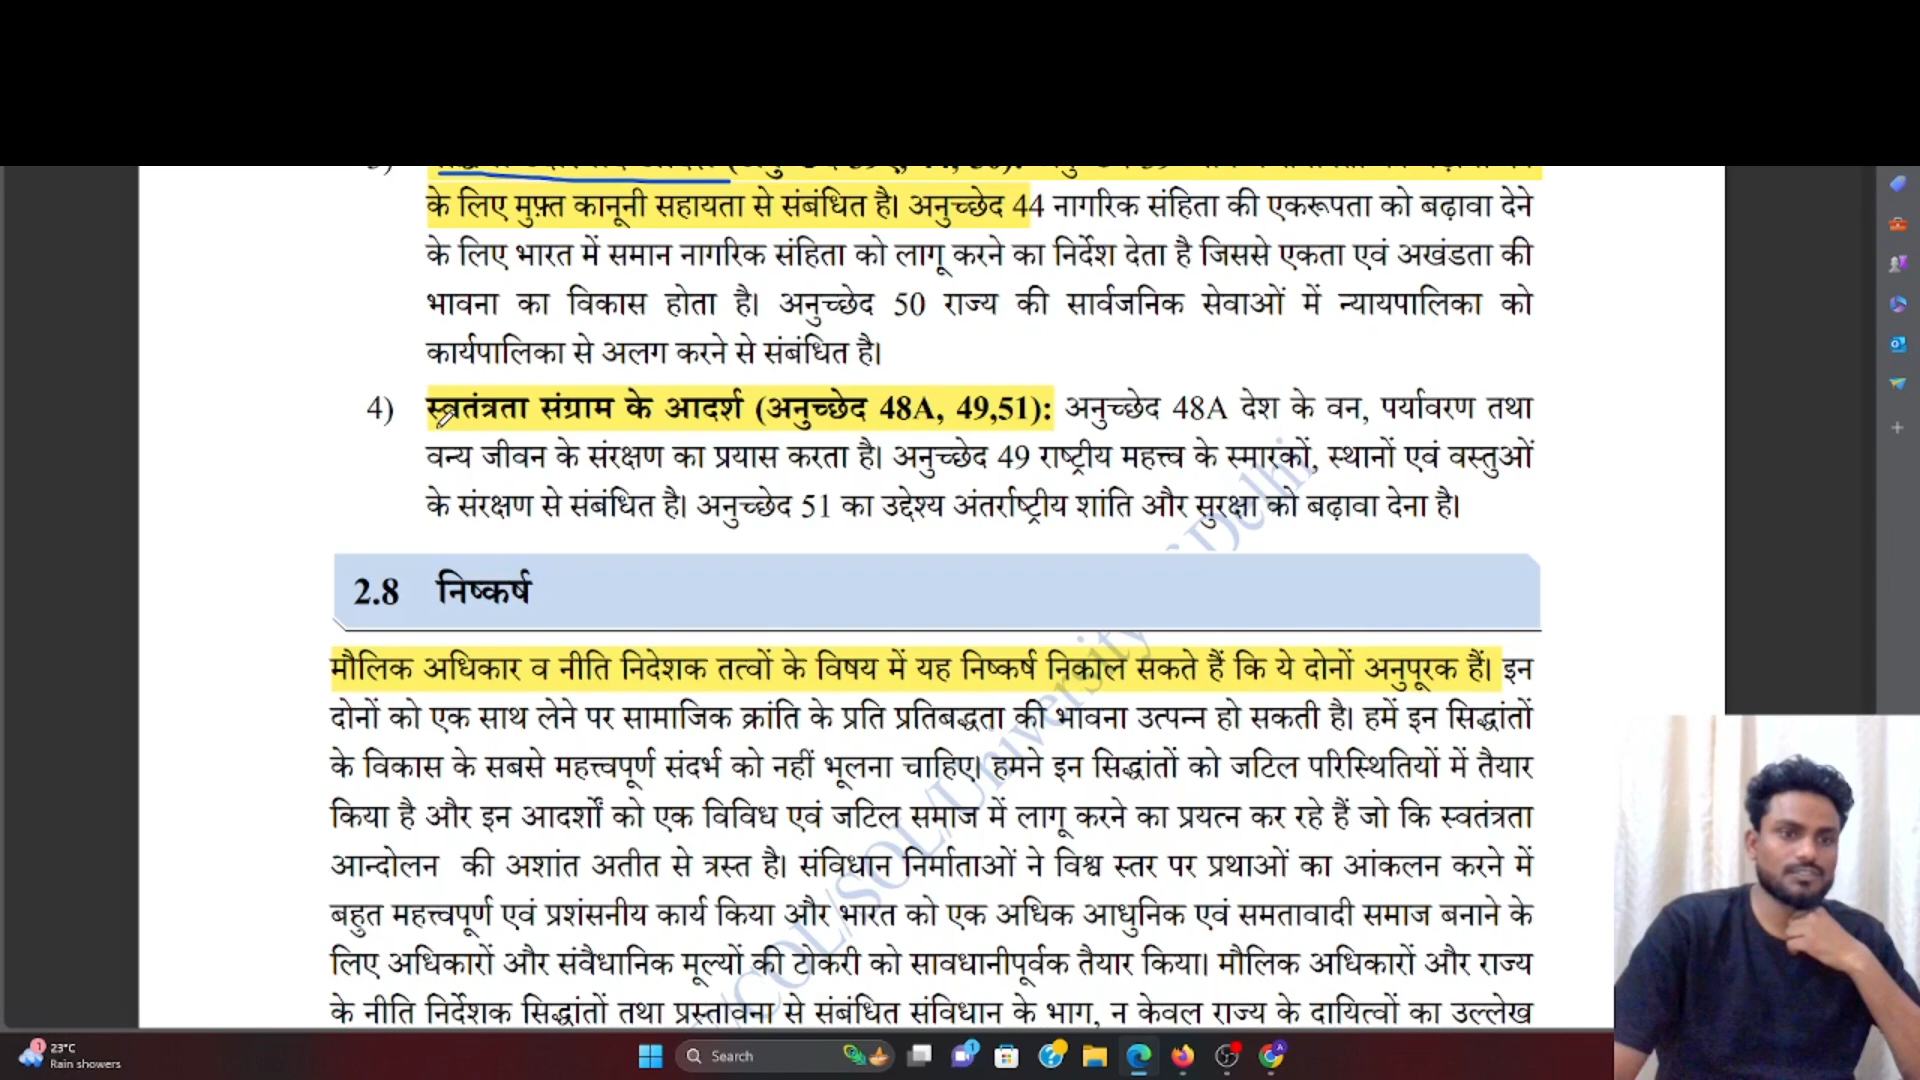 के लिए मुफ़्त कानूनी सहायता से संबंधित है। अनुच्छेद 44 नागरिक संहिता की एकरूपता को बढ़ावा देने
के लिए भारत में समान नागरिक संहिता को लागू करने का निर्देश देता है जिससे एकता एवं अखंडता की
भावना का विकास होता है। अनुच्छेद 50 राज्य की सार्वजनिक सेवाओं में न्यायपालिका को
कार्यपालिका से अलग करने से संबंधित है।
4) स्वतंत्रता संग्राम के आदर्श (अनुच्छेद 48A, 49,51): अनुच्छेद 48A देश के वन, पर्यावरण तथा
वन्य जीवन के संरक्षण का प्रयास करता है। अनुच्छेद 49 राष्ट्रीय महत्त्व के स्मारकों, स्थानों एवं वस्तुओं
के संरक्षण से संबंधित है। अनुच्छेद 51 का उद्देश्य अंतर्राष्ट्रीय शांति और सुरक्षा को बढ़ावा देना है।
2.8 निष्कर्ष
मौलिक अधिकार व नीति निदेशक तत्वों के विषय में यह निष्कर्ष निकाल सकते हैं कि ये दोनों अनुपूरक हैं। इन
दोनों को एक साथ लेने पर सामाजिक क्रांति के प्रति प्रतिबद्धता की भावना उत्पन्न हो सकती है। हमें इन सिद्धांतों
के विकास के सबसे महत्त्वपूर्ण संदर्भ को नहीं भूलना चाहिए। हमने इन सिद्धांतों को जटिल परिस्थितियों में तैयार
किया है और इन आदर्शों को एक विविध एवं जटिल समाज में लागू करने का प्रयत्न कर रहे हैं जो कि स्वतंत्रता
आन्दोलन की अशांत अतीत से त्रस्त है। संविधान निर्माताओं ने विश्व स्तर पर प्रथाओं का आंकलन करने में
बहुत महत्त्वपूर्ण एवं प्रशंसनीय कार्य किया और भारत को एक अधिक आधुनिक एवं समतावादी समाज बनाने के
लिए अधिकारों और संवैधानिक मूल्यों की टोकरी को सावधानीपूर्वक तैयार किया। मौलिक अधिकारों और राज्य
के नीति निर्देशक सिद्धांतों तथा प्रस्तावना से संबंधित संविधान के भाग, न केवल राज्य के दायित्वों का उल्लेख
/COL/SOL/University of Delhi
23°C
Rain showers
Search